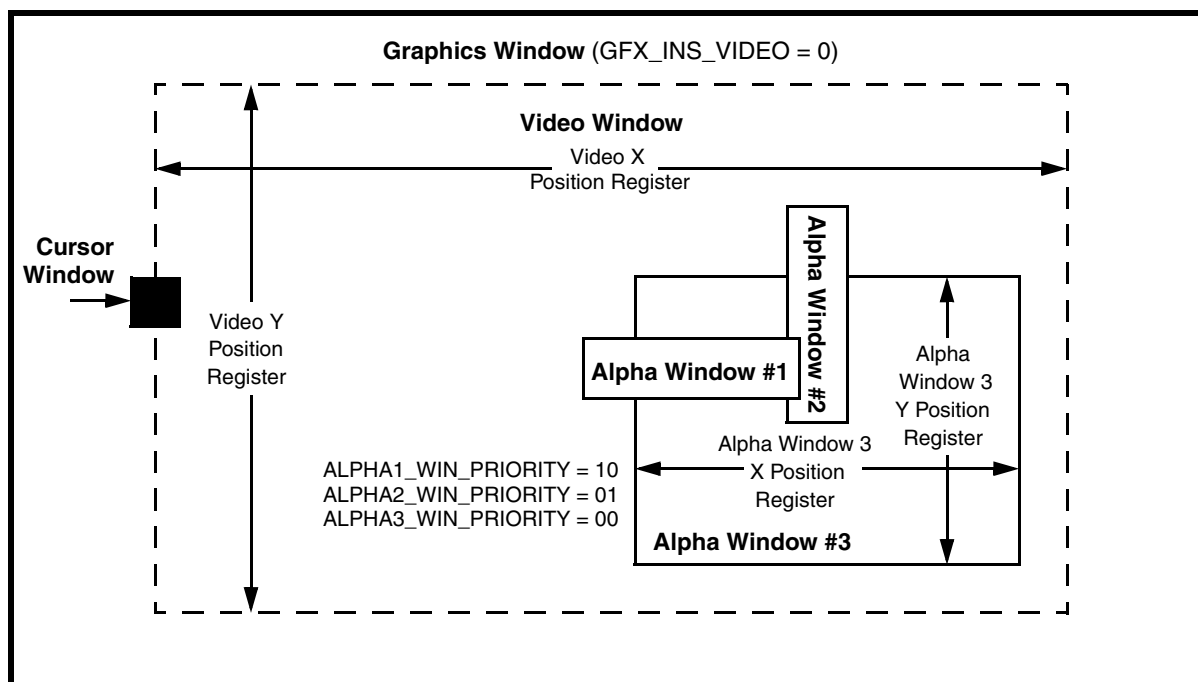 Graphics Window (GFX_INS_VIDEO = 0)
Video Window
Video X
Position Register
Cursor
Window
Video Y
Position
Register
Alpha Window #2
Alpha Window #1
Alpha
Window 3
Y Position
Register
Alpha Window 3
X Position
Register
ALPHA1_WIN_PRIORITY = 10
ALPHA2_WIN_PRIORITY = 01
ALPHA3_WIN_PRIORITY = 00
Alpha Window #3